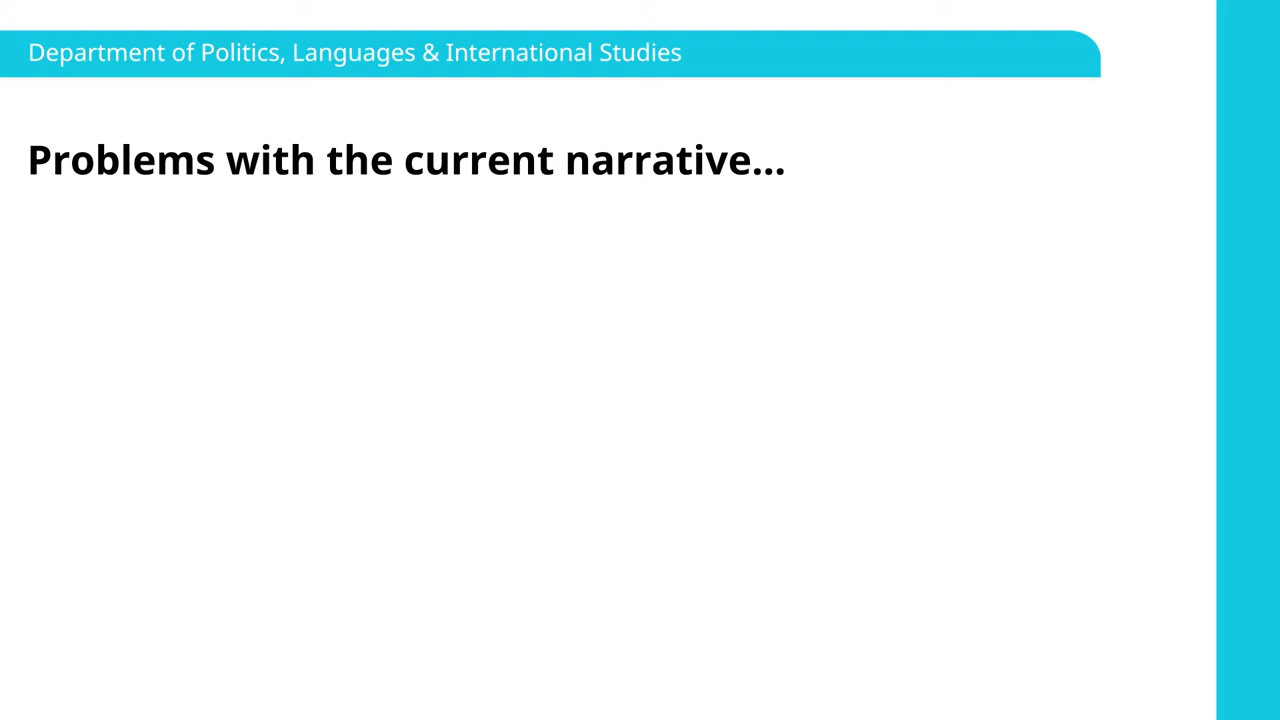 Department of Politics, Languages & International Studies
Problems with the current narrative…